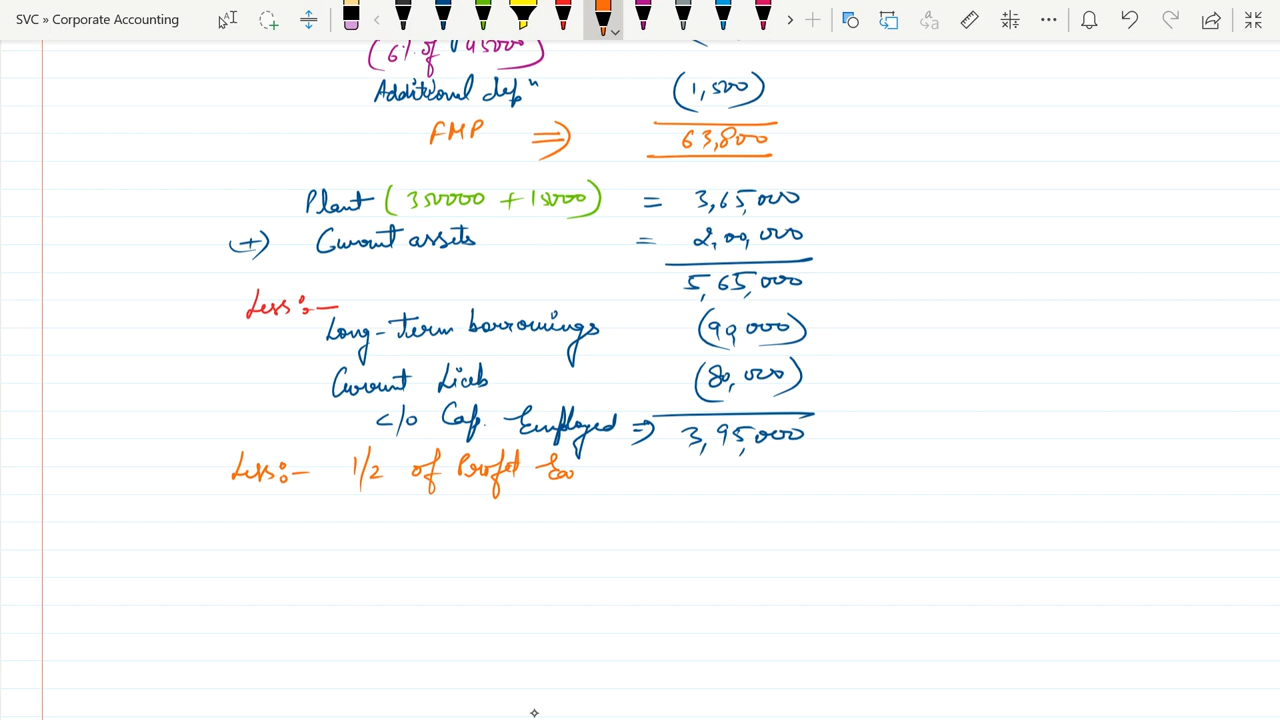 SVC » Corporate Accounting
(6% of 145000)
Additional depⁿ (1,500)
FMP ⇒ 63,800
Plant (350000 + 15000) = 3,65,000
(+) Current assets = 2,00,000
5,65,000
Less:-
Long-Term borrowings (90,000)
Current Liab (80,000)
c/o Cap. Employed ⇒ 3,95,000
Less:- 1/2 of Profit